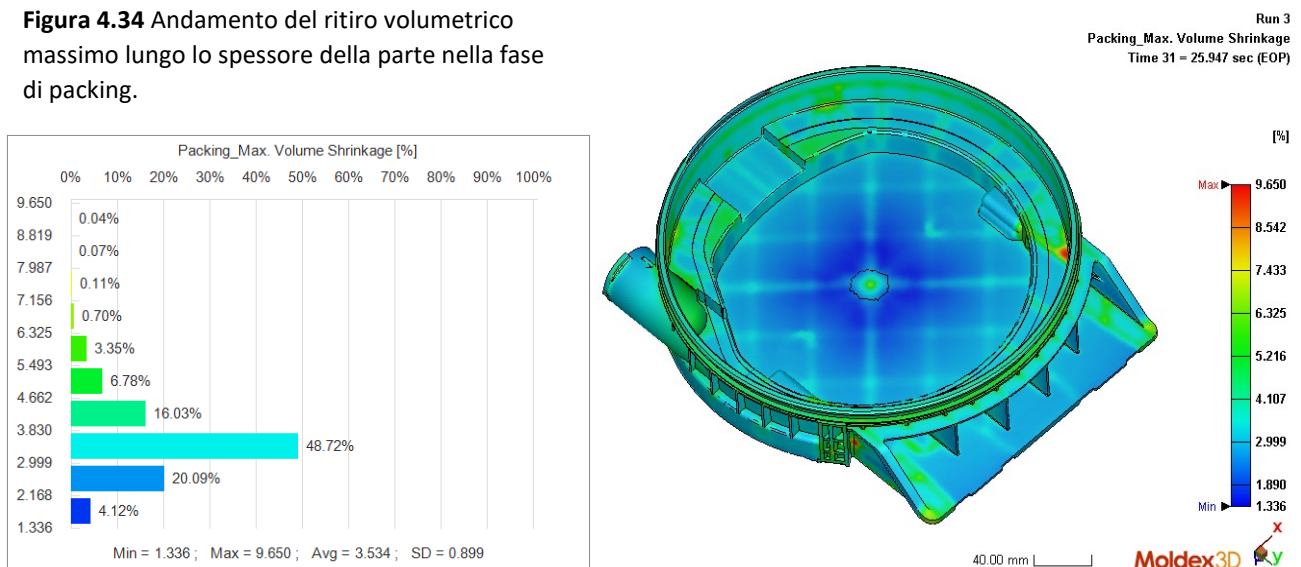 Figura 4.34 Andamento del ritiro volumetrico
massimo lungo lo spessore della parte nella fase
di packing.
Packing_Max. Volume Shrinkage [%]
0% 10% 20% 30% 40% 50% 60% 70% 80% 90% 100%
9.650
0.04%
8.819
0.07%
7.987
0.11%
7.156
0.70%
6.325
3.35%
5.493
6.78%
4.662
16.03%
3.830
48.72%
2.999
20.09%
2.168
4.12%
1.336
Min = 1.336 ; Max = 9.650 ; Avg = 3.534 ; SD = 0.899
Run 3
Packing_Max. Volume Shrinkage
Time 31 = 25.947 sec (EOP)
[%]
Max 9.650
8.542
7.433
6.325
5.216
4.107
2.999
1.890
Min 1.336
40.00 mm
Moldex3D
x
y